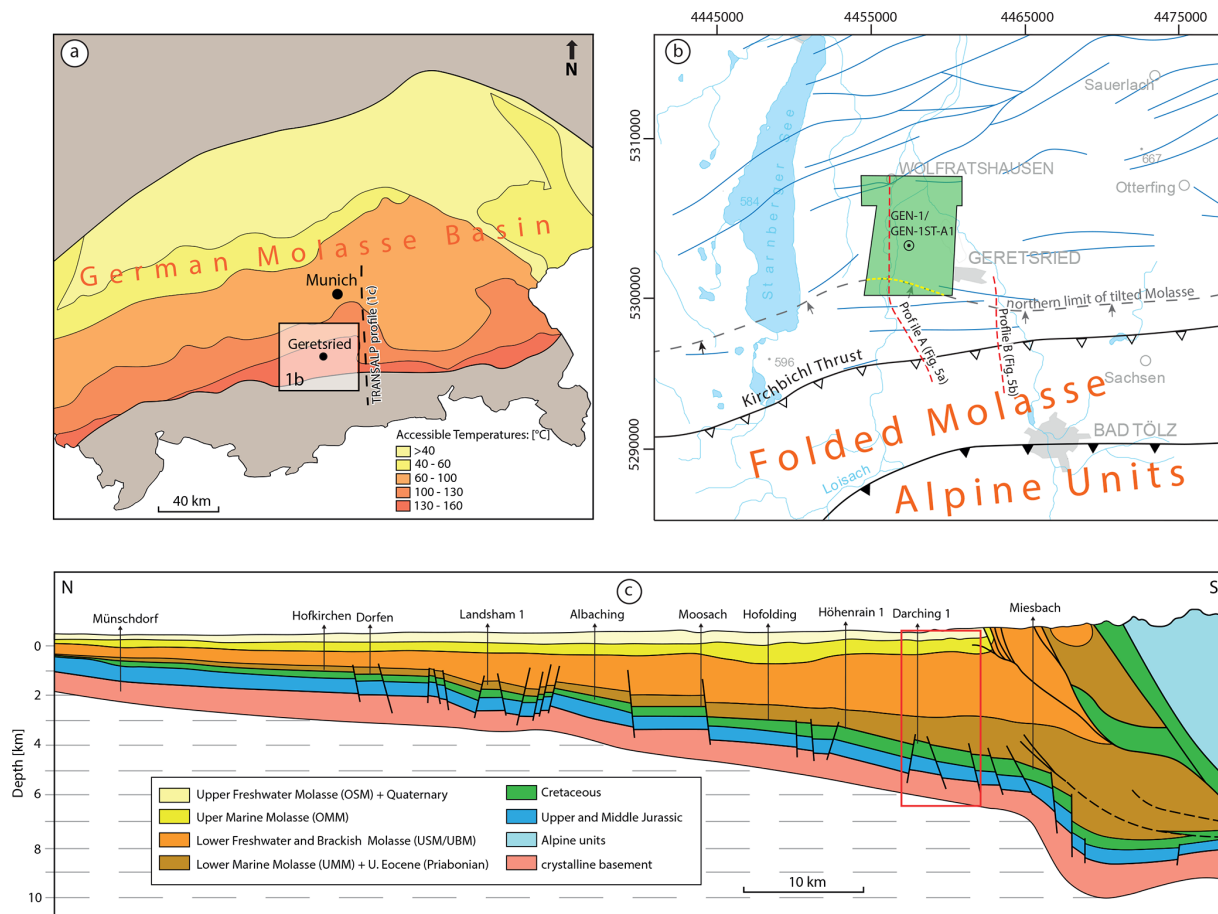 a
N
German Molasse Basin
Munich
Geretsried
1b
TRANSALP profile (1c)
Accessible Temperatures: [°C]
>40
40 - 60
60 - 100
100 - 130
130 - 160
40 km
4445000
4455000
4465000
4475000
b
5310000
5300000
5290000
Sauerlach
667
Otterfing
WOLFRATSHAUSEN
584
Starnberger See
GEN-1/
GEN-1ST-A1
GERETSRIED
northern limit of tilted Molasse
Profile A (Fig. 5a)
Profile B (Fig. 5b)
596
Kirchbichl Thrust
Sachsen
Folded Molasse
BAD TÖLZ
Loisach
Alpine Units
N
c
S
Münschdorf
Hofkirchen
Dorfen
Landsham 1
Albaching
Moosach
Hofolding
Höhenrain 1
Darching 1
Miesbach
Depth [km]
0
2
4
6
8
10
Upper Freshwater Molasse (OSM) + Quaternary
Uper Marine Molasse (OMM)
Lower Freshwater and Brackish Molasse (USM/UBM)
Lower Marine Molasse (UMM) + U. Eocene (Priabonian)
Cretaceous
Upper and Middle Jurassic
Alpine units
crystalline basement
10 km